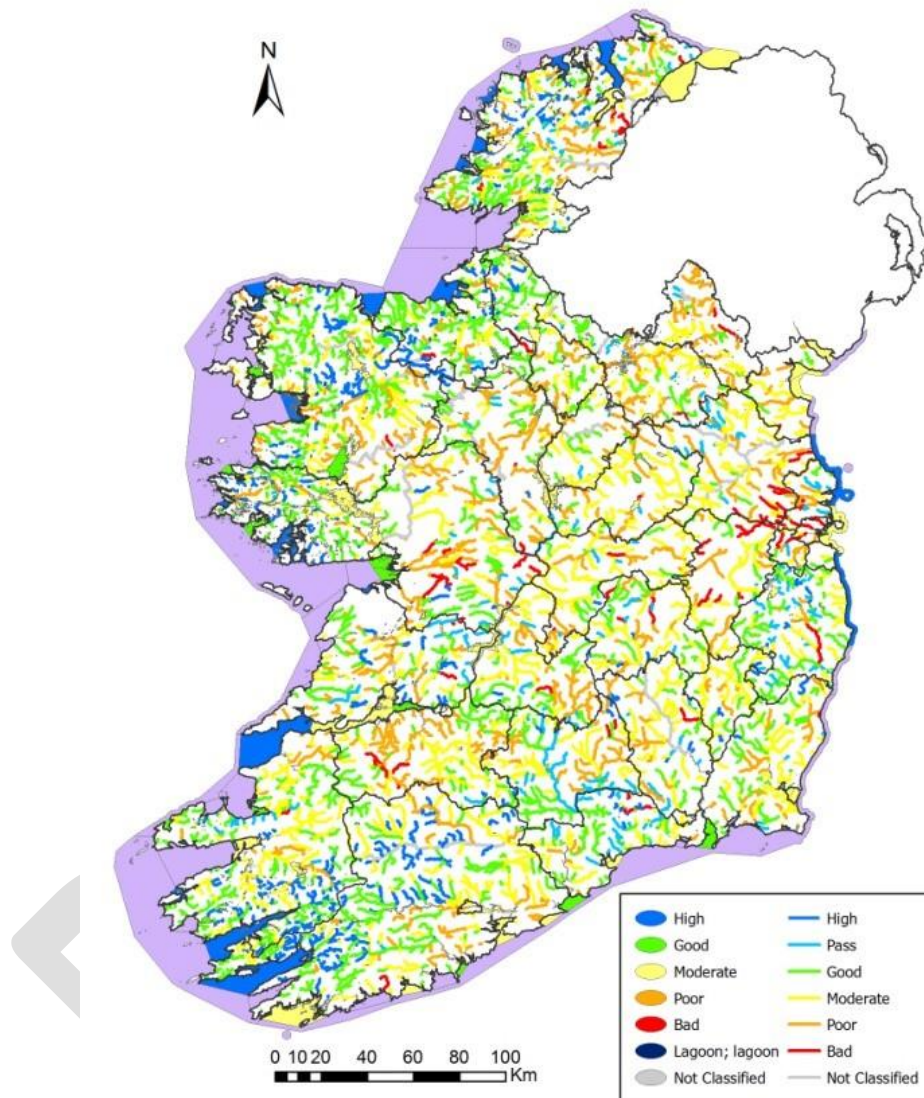 N
High
High
Good
Pass
Moderate
Good
Poor
Moderate
Bad
Poor
Lagoon; lagoon
Bad
Not Classified
Not Classified
0 10 20 40 60 80 100
Km